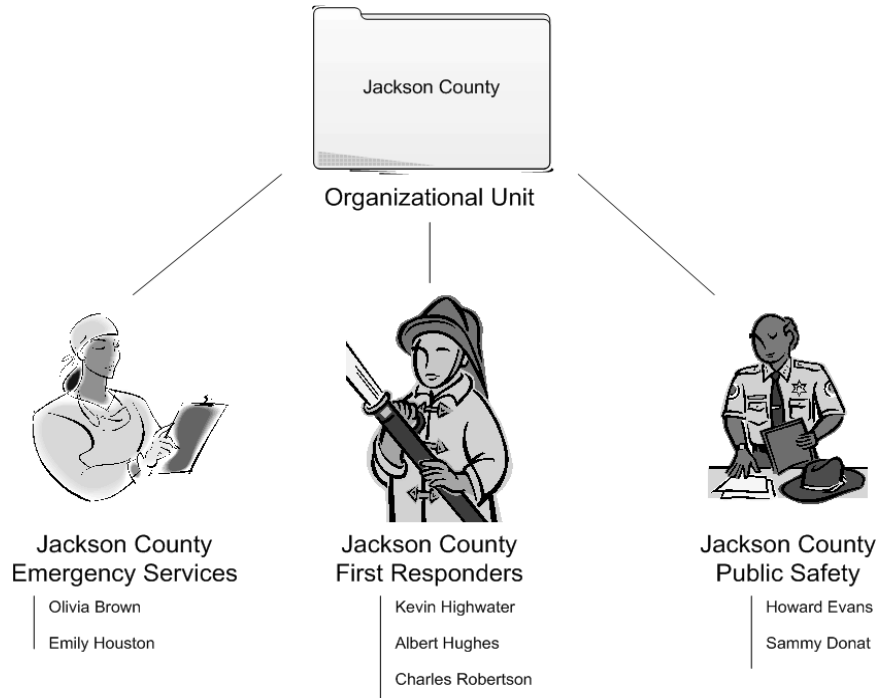 Jackson County
Organizational Unit
Jackson County
Emergency Services
Olivia Brown
Emily Houston
Jackson County
First Responders
Kevin Highwater
Albert Hughes
Charles Robertson
Jackson County
Public Safety
Howard Evans
Sammy Donat